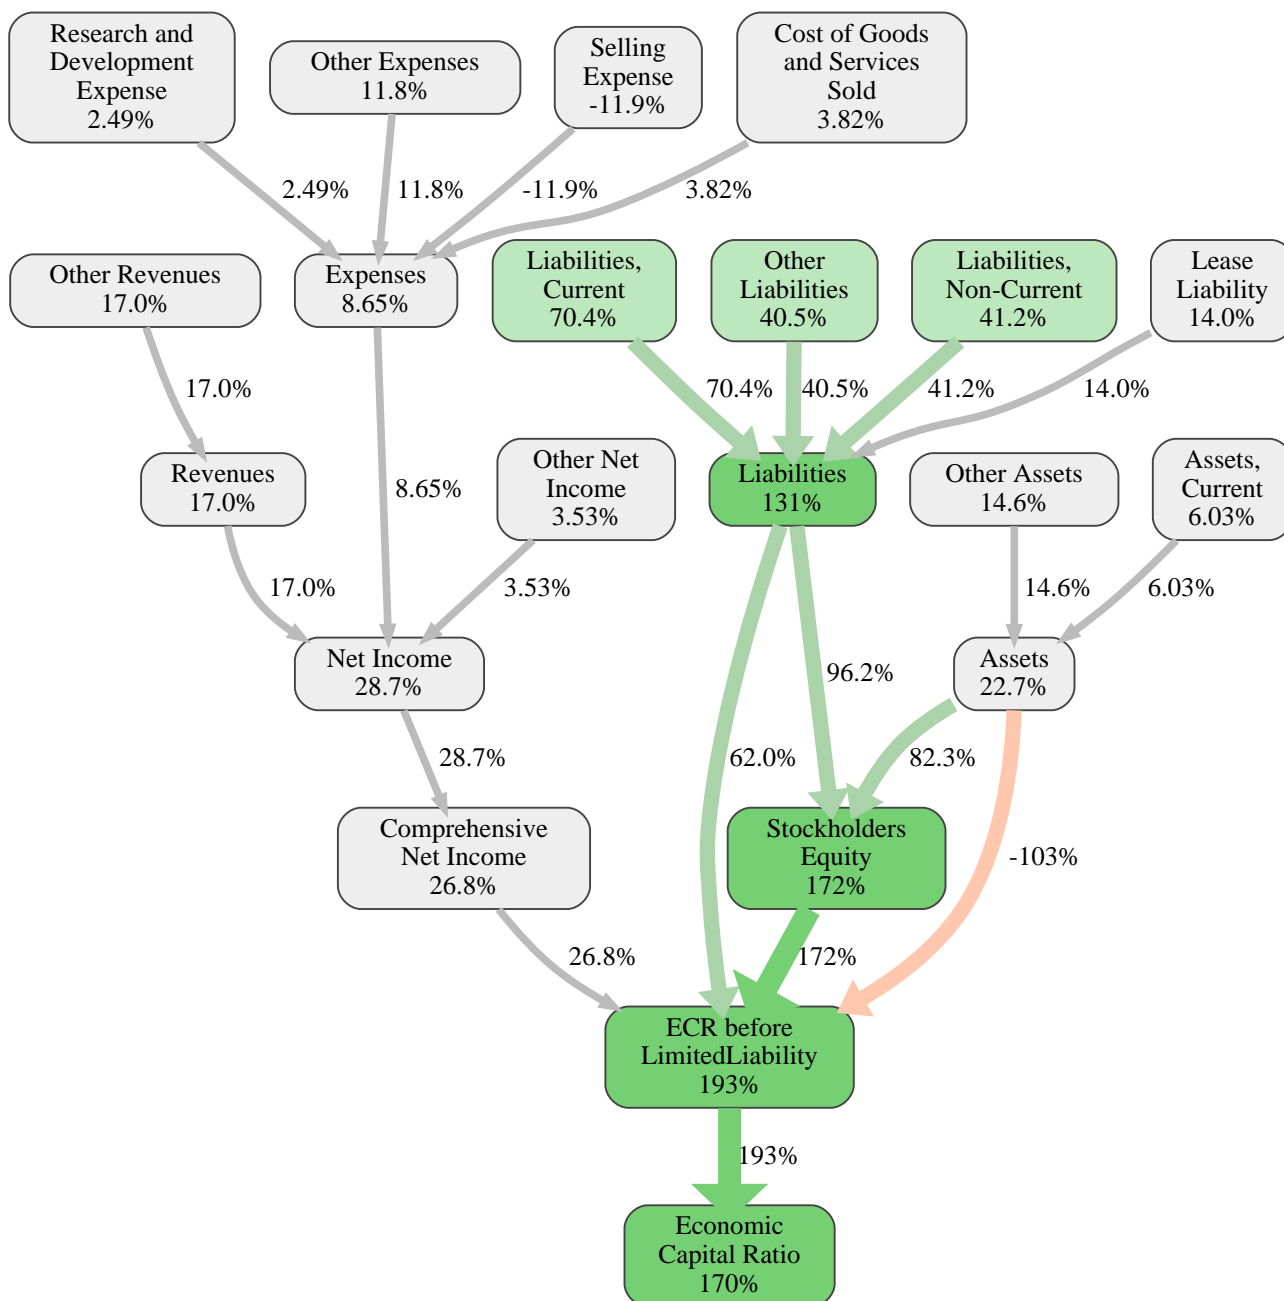 Research and
Development
Expense
2.49%
Other Expenses
11.8%
Selling
Expense
-11.9%
Cost of Goods
and Services
Sold
3.82%
2.49%
11.8%
-11.9%
3.82%
Other Revenues
17.0%
Expenses
8.65%
Liabilities,
Current
70.4%
Other
Liabilities
40.5%
Liabilities,
Non-Current
41.2%
Lease
Liability
14.0%
17.0%
70.4%
40.5%
41.2%
14.0%
Revenues
17.0%
8.65%
Other Net
Income
3.53%
Liabilities
131%
Other Assets
14.6%
Assets,
Current
6.03%
17.0%
3.53%
14.6%
6.03%
Net Income
28.7%
96.2%
Assets
22.7%
28.7%
62.0%
82.3%
Comprehensive
Net Income
26.8%
Stockholders
Equity
172%
-103%
26.8%
172%
ECR before
LimitedLiability
193%
193%
Economic
Capital Ratio
170%